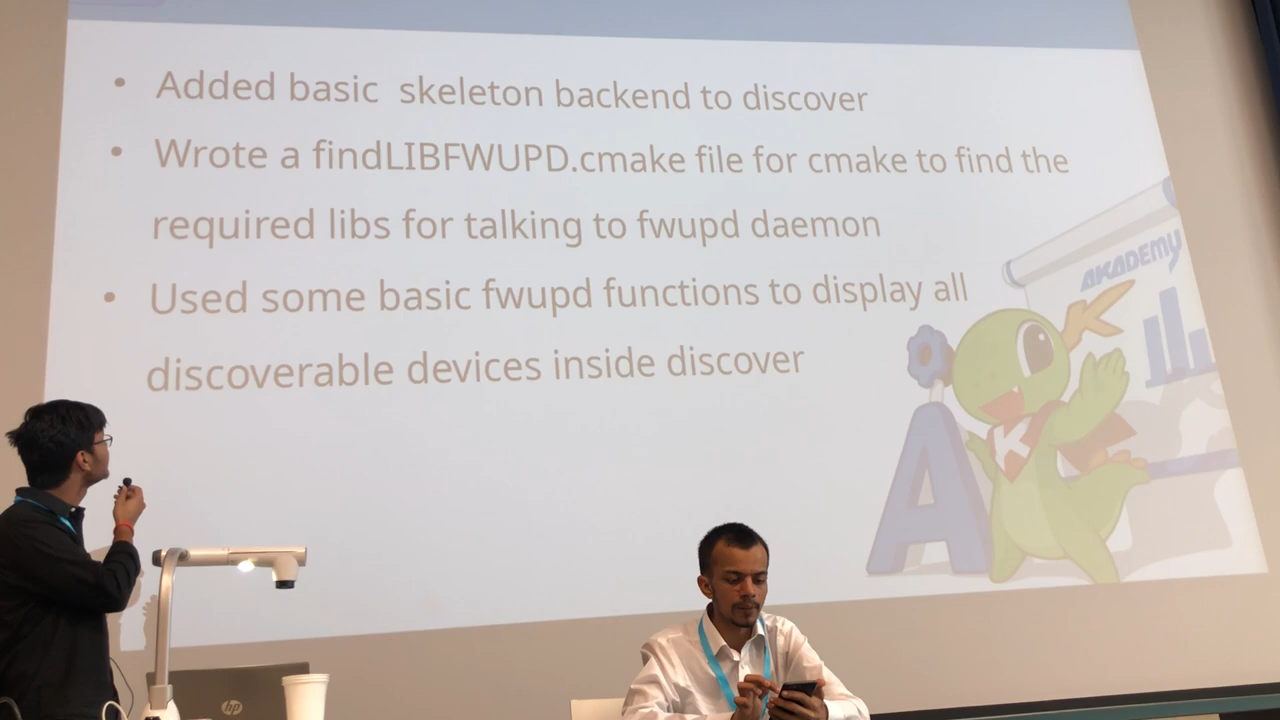 • Added basic  skeleton backend to discover
• Wrote a findLIBFWUPD.cmake file for cmake to find the
required libs for talking to fwupd daemon
• Used some basic fwupd functions to display all
discoverable devices inside discover
AKADEMY
K
A
hp